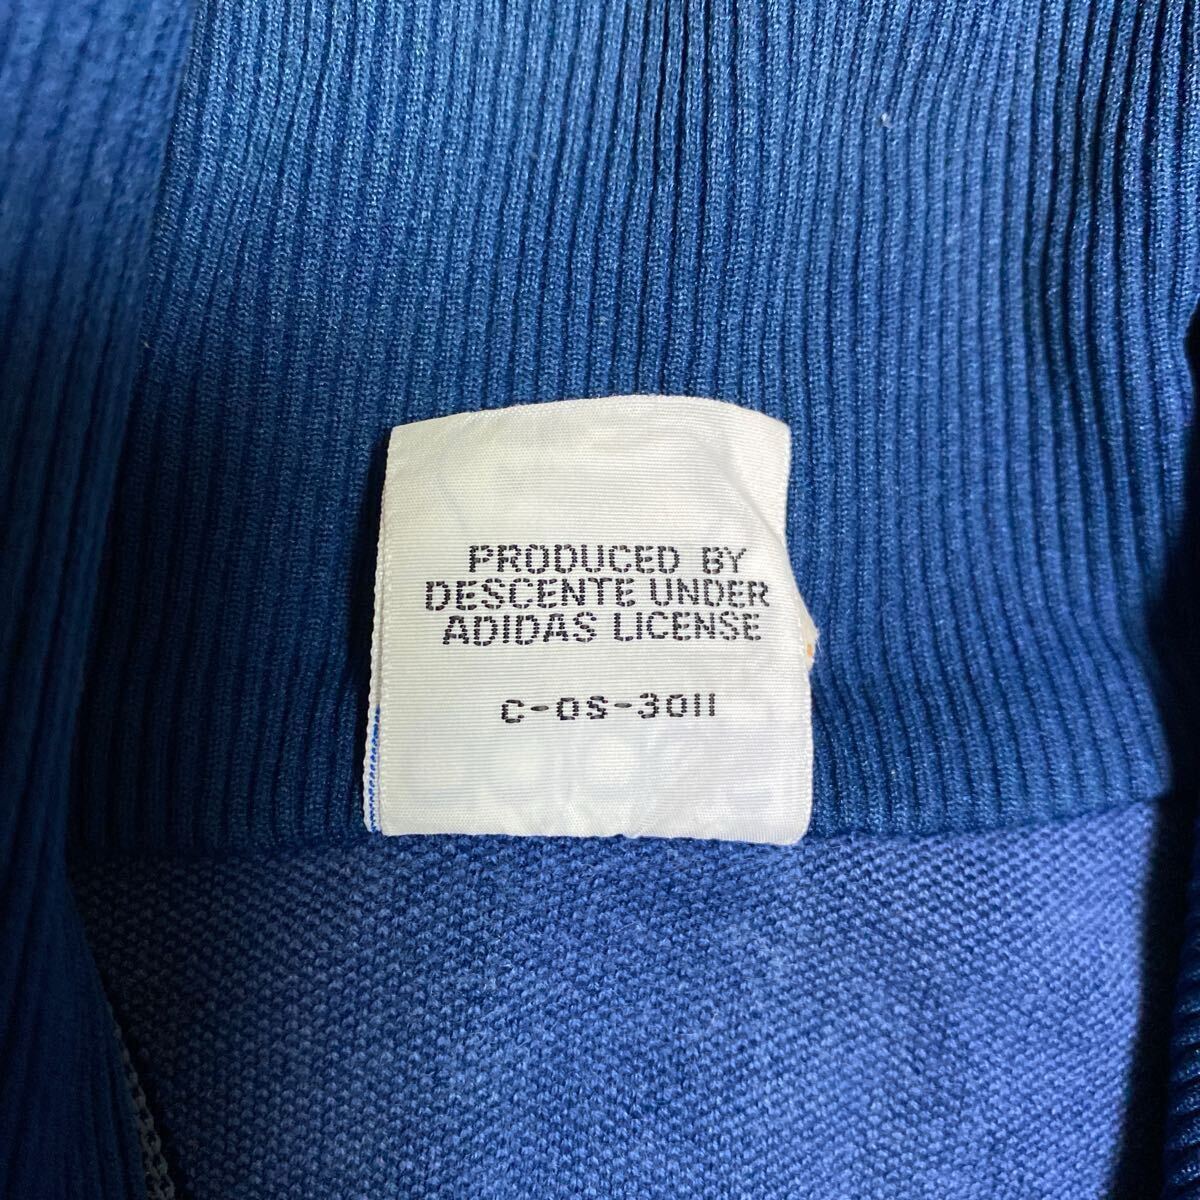 PRODUCED BY
DESCENTE UNDER
ADIDAS LICENSE
C-OS-3011